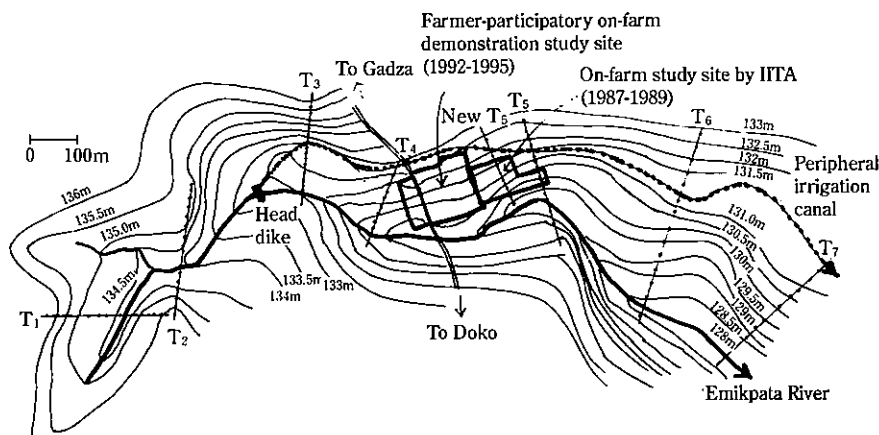 Farmer-participatory on-farm
demonstration study site
(1992-1995)
To Gadza
On-farm study site by IITA
(1987-1989)
T3
New
T5
T5
T6
T4
133m
132.5m
132m
131.5m
0 100m
Peripheral
irrigation
canal
136m
135.5m
135.0m
134.5m
Head
dike
133.5m
134m
133m
131.0m
130.5m
130m
129.5m
129m
128.5m
128m
T7
T1
T2
To Doko
Emikpata River